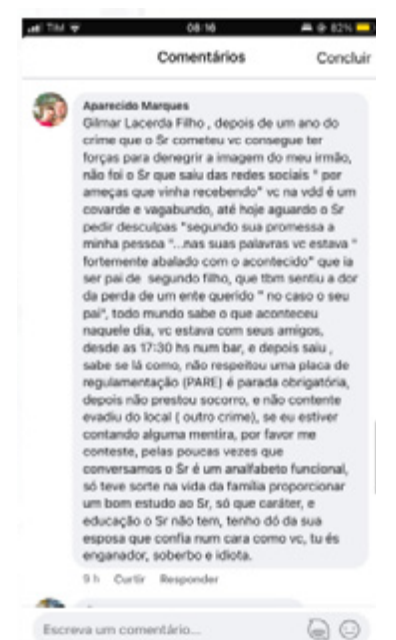 TIM 08:16 82%
Comentários Concluir
Aparecido Marques
Gilmar Lacerda Filho , depois de um ano do
crime que o Sr cometeu vc consegue ter
forças para denegrir a imagem do meu irmão,
não foi o Sr que saiu das redes sociais " por
ameças que vinha recebendo" vc na vdd é um
covarde e vagabundo, até hoje aguardo o Sr
pedir desculpas "segundo sua promessa a
minha pessoa "...nas suas palavras vc estava "
fortemente abalado com o acontecido" que ia
ser pai de segundo filho, que tbm sentiu a dor
da perda de um ente querido " no caso o seu
pai", todo mundo sabe o que aconteceu
naquele dia, vc estava com seus amigos,
desde as 17:30 hs num bar, e depois saiu ,
sabe se lá como, não respeitou uma placa de
regulamentação (PARE) é parada obrigatória,
depois não prestou socorro, e não contente
evadiu do local ( outro crime), se eu estiver
contando alguma mentira, por favor me
conteste, pelas poucas vezes que
conversamos o Sr é um analfabeto funcional,
só teve sorte na vida da família proporcionar
um bom estudo ao Sr, só que caráter, e
educação o Sr não tem, tenho dó da sua
esposa que confia num cara como vc, tu és
enganador, soberbo e idiota.
9 h Curtir Responder
Escreva um comentário...